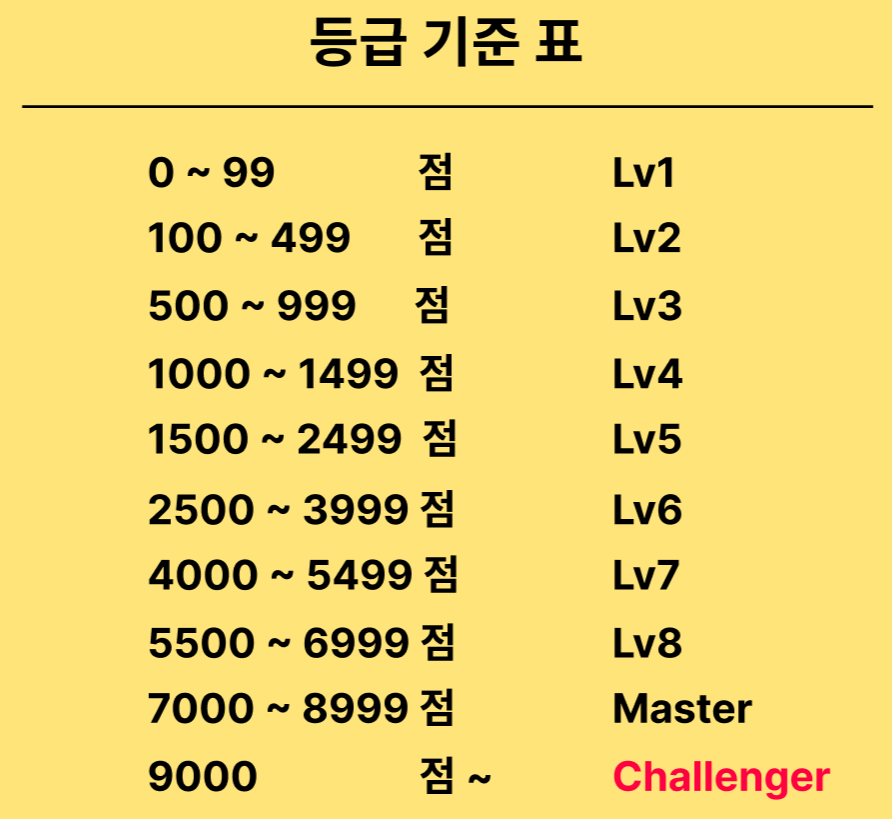 등급 기준 표
0 ~ 99 점 Lv1
100 ~ 499 점 Lv2
500 ~ 999 점 Lv3
1000 ~ 1499 점 Lv4
1500 ~ 2499 점 Lv5
2500 ~ 3999 점 Lv6
4000 ~ 5499 점 Lv7
5500 ~ 6999 점 Lv8
7000 ~ 8999 점 Master
9000 점 ~ Challenger